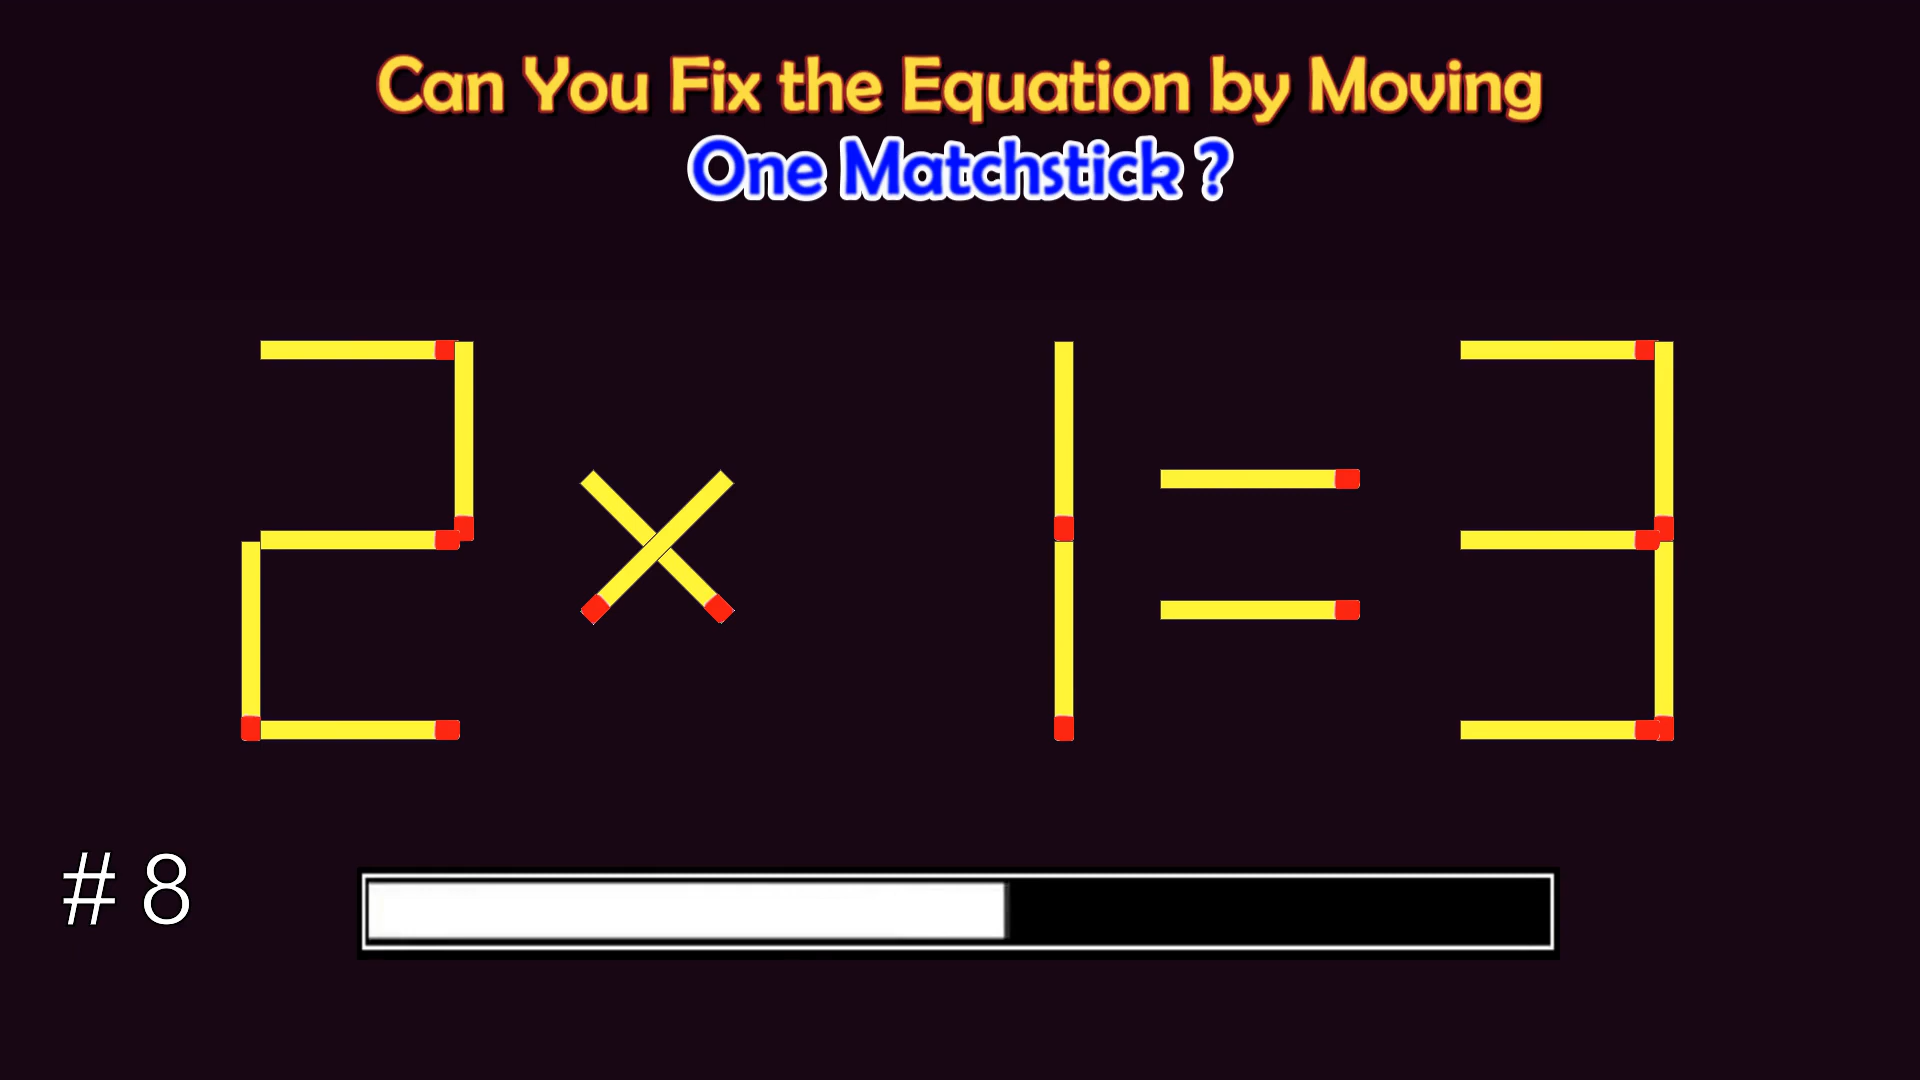 Can You Fix the Equation by Moving
One Matchstick ?
2 × 1 = 3
# 8